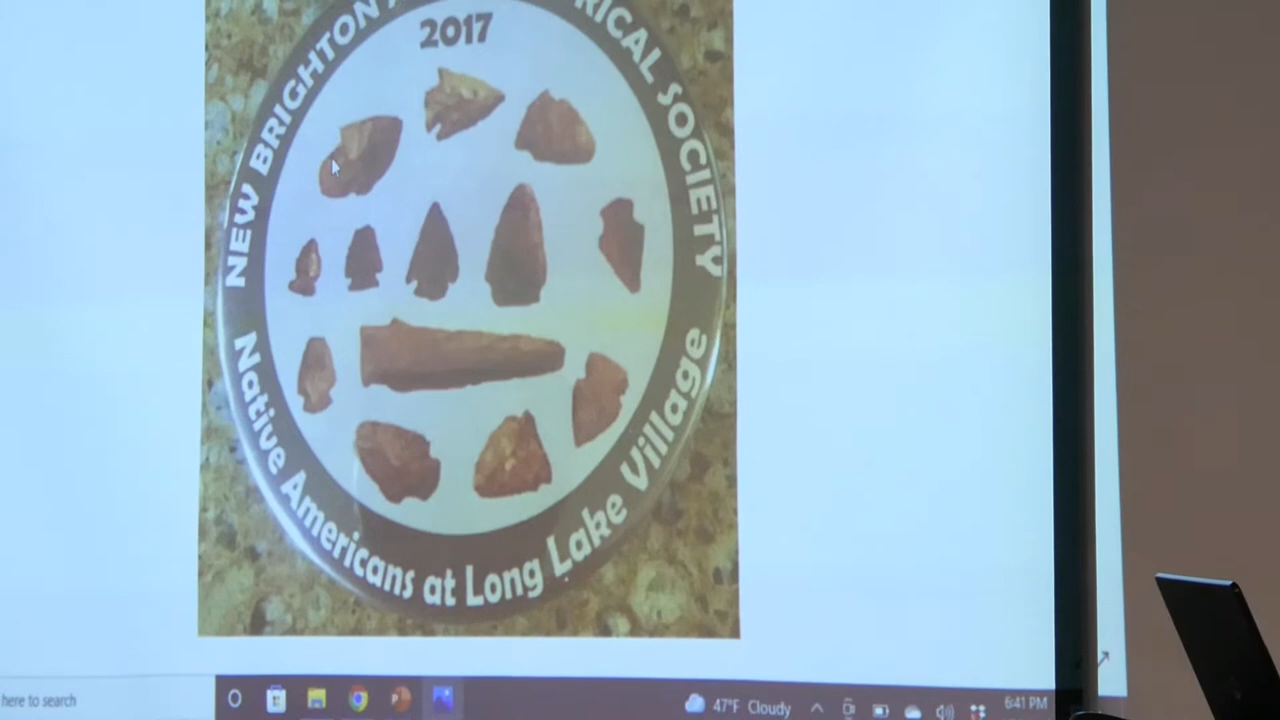 NEW BRIGHTON
RICAL SOCIETY
2017
Native Americans at Long Lake Village
here to search
47°F Cloudy
6:41 PM